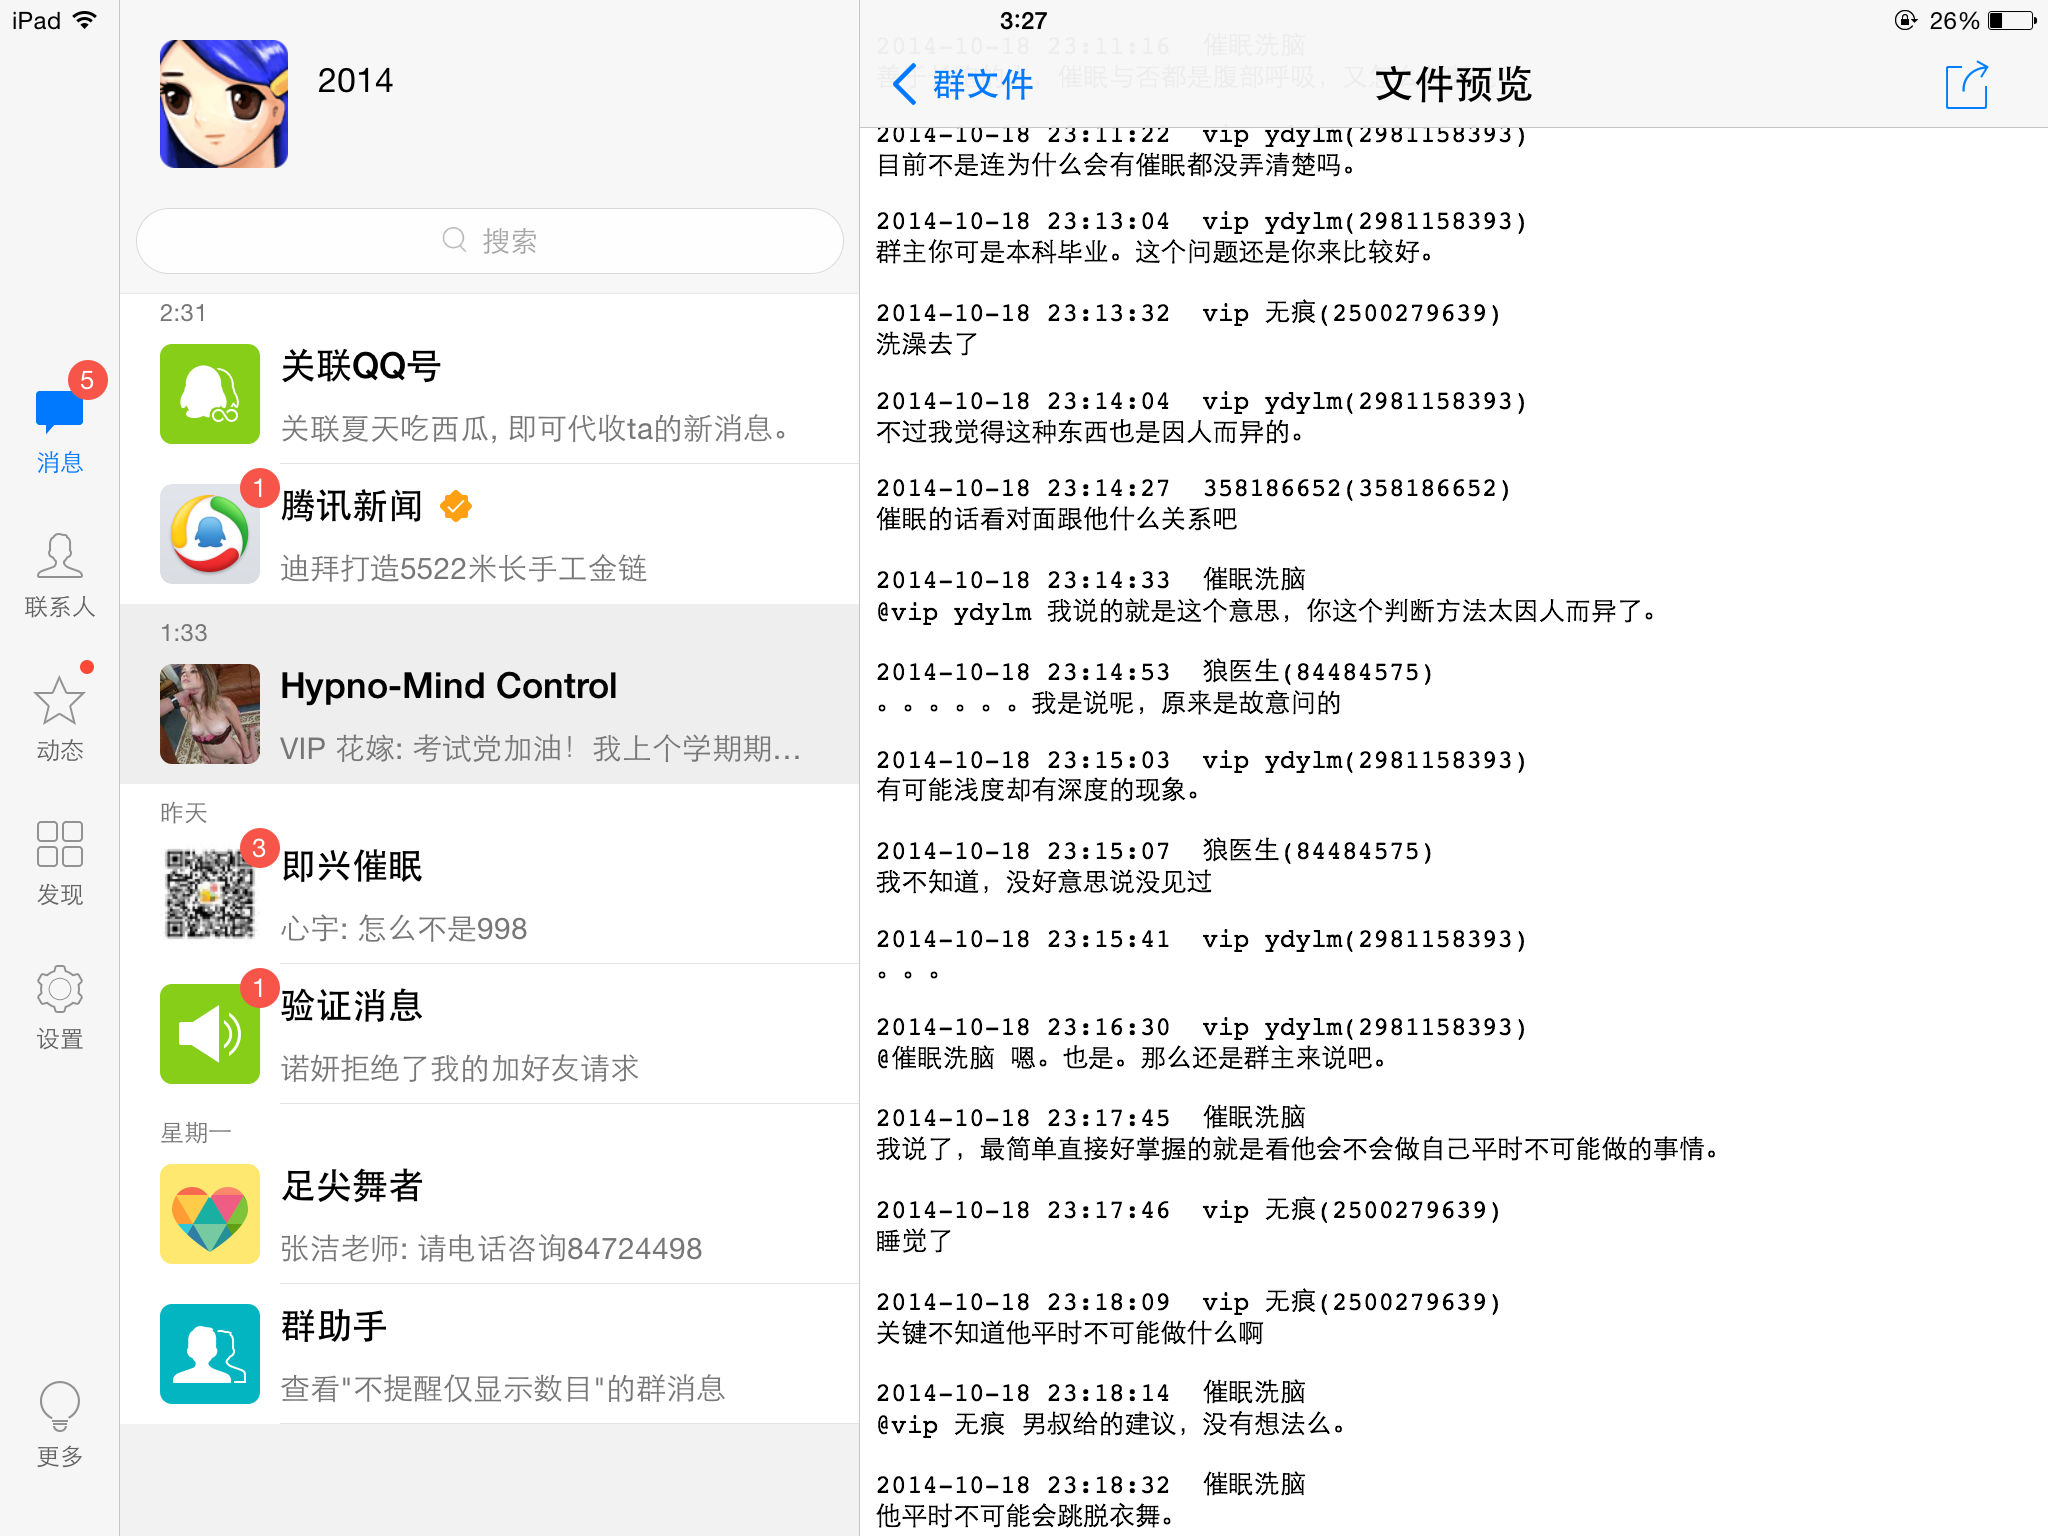 iPad
3:27
26%
2014
搜索
5
消息
联系人
动态
发现
设置
更多
2:31
关联QQ号
关联夏天吃西瓜, 即可代收ta的新消息。
1
腾讯新闻
迪拜打造5522米长手工金链
1:33
Hypno-Mind Control
VIP 花嫁: 考试党加油！我上个学期期...
昨天
3
即兴催眠
心宇: 怎么不是998
1
验证消息
诺妍拒绝了我的加好友请求
星期一
足尖舞者
张洁老师: 请电话咨询84724498
群助手
查看"不提醒仅显示数目"的群消息
群文件
文件预览
2014-10-18 23:11:16 催眠洗脑
催眠与否都是腹部呼吸，又
2014-10-18 23:11:22 vip ydylm(2981158393)
目前不是连为什么会有催眠都没弄清楚吗。
2014-10-18 23:13:04 vip ydylm(2981158393)
群主你可是本科毕业。这个问题还是你来比较好。
2014-10-18 23:13:32 vip 无痕(2500279639)
洗澡去了
2014-10-18 23:14:04 vip ydylm(2981158393)
不过我觉得这种东西也是因人而异的。
2014-10-18 23:14:27 358186652(358186652)
催眠的话看对面跟他什么关系吧
2014-10-18 23:14:33 催眠洗脑
@vip ydylm 我说的就是这个意思，你这个判断方法太因人而异了。
2014-10-18 23:14:53 狼医生(84484575)
。。。。。。我是说呢，原来是故意问的
2014-10-18 23:15:03 vip ydylm(2981158393)
有可能浅度却有深度的现象。
2014-10-18 23:15:07 狼医生(84484575)
我不知道，没好意思说没见过
2014-10-18 23:15:41 vip ydylm(2981158393)
。。。
2014-10-18 23:16:30 vip ydylm(2981158393)
@催眠洗脑 嗯。也是。那么还是群主来说吧。
2014-10-18 23:17:45 催眠洗脑
我说了，最简单直接好掌握的就是看他会不会做自己平时不可能做的事情。
2014-10-18 23:17:46 vip 无痕(2500279639)
睡觉了
2014-10-18 23:18:09 vip 无痕(2500279639)
关键不知道他平时不可能做什么啊
2014-10-18 23:18:14 催眠洗脑
@vip 无痕 男叔给的建议，没有想法么。
2014-10-18 23:18:32 催眠洗脑
他平时不可能会跳脱衣舞。